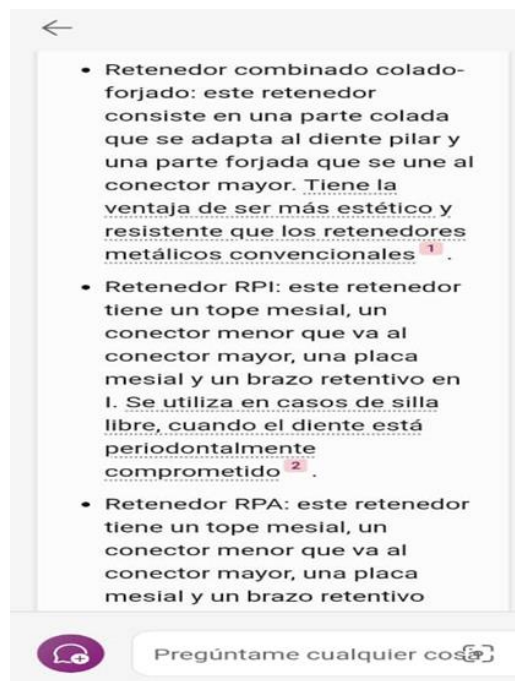 • Retenedor combinado colado-
forjado: este retenedor
consiste en una parte colada
que se adapta al diente pilar y
una parte forjada que se une al
conector mayor. Tiene la
ventaja de ser más estético y
resistente que los retenedores
metálicos convencionales 1 .
• Retenedor RPI: este retenedor
tiene un tope mesial, un
conector menor que va al
conector mayor, una placa
mesial y un brazo retentivo en
I. Se utiliza en casos de silla
libre, cuando el diente está
periodontalmente
comprometido 2 .
• Retenedor RPA: este retenedor
tiene un tope mesial, un
conector menor que va al
conector mayor, una placa
mesial y un brazo retentivo
Pregúntame cualquier cosa